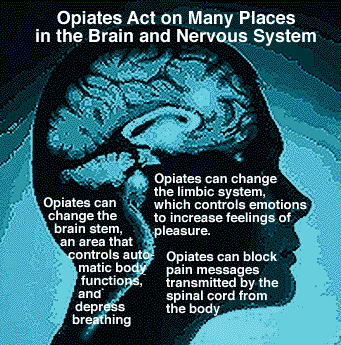 Opiates Act on Many Places
in the Brain and Nervous System
Opiates can change
the limbic system,
which controls emotions
to increase feelings of
pleasure.
Opiates can
change the
brain stem,
an area that
controls auto-
matic body
functions,
and
depress
breathing
Opiates can block
pain messages
transmitted by the
spinal cord from
the body